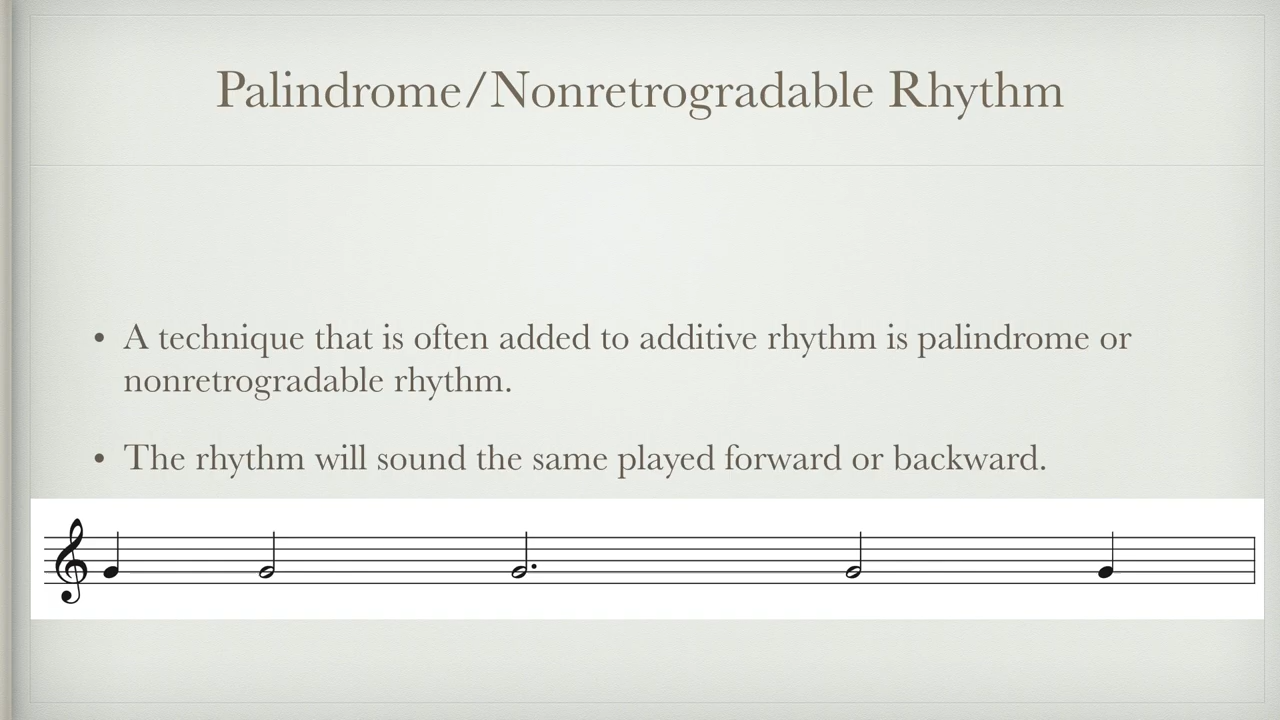 Palindrome/Nonretrogradable Rhythm
• A technique that is often added to additive rhythm is palindrome or
nonretrogradable rhythm.
• The rhythm will sound the same played forward or backward.